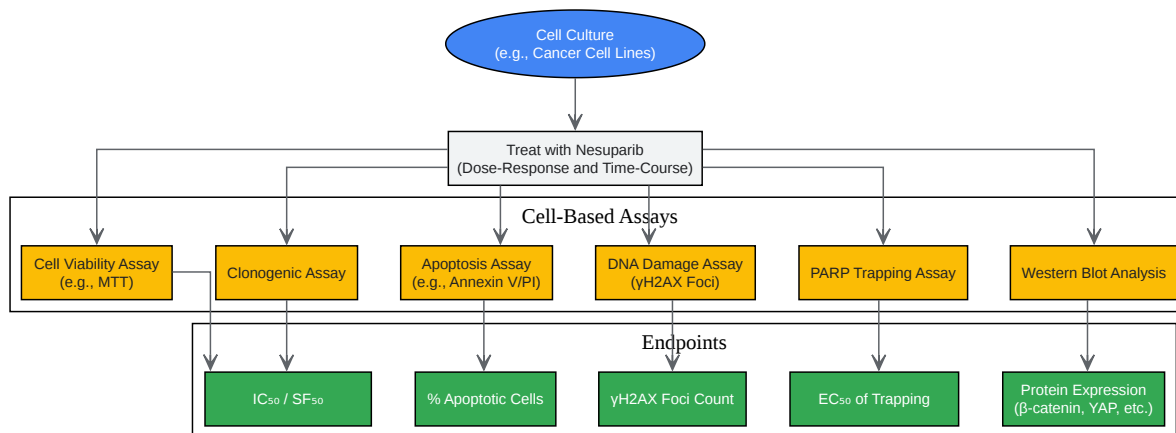 Cell Culture
(e.g., Cancer Cell Lines)
Treat with Nesuparib
(Dose-Response and Time-Course)
Cell-Based Assays
Cell Viability Assay
(e.g., MTT)
Clonogenic Assay
Apoptosis Assay
(e.g., Annexin V/PI)
DNA Damage Assay
(γH2AX Foci)
PARP Trapping Assay
Western Blot Analysis
Endpoints
IC₅₀ / SF₅₀
% Apoptotic Cells
γH2AX Foci Count
EC₅₀ of Trapping
Protein Expression
(β-catenin, YAP, etc.)